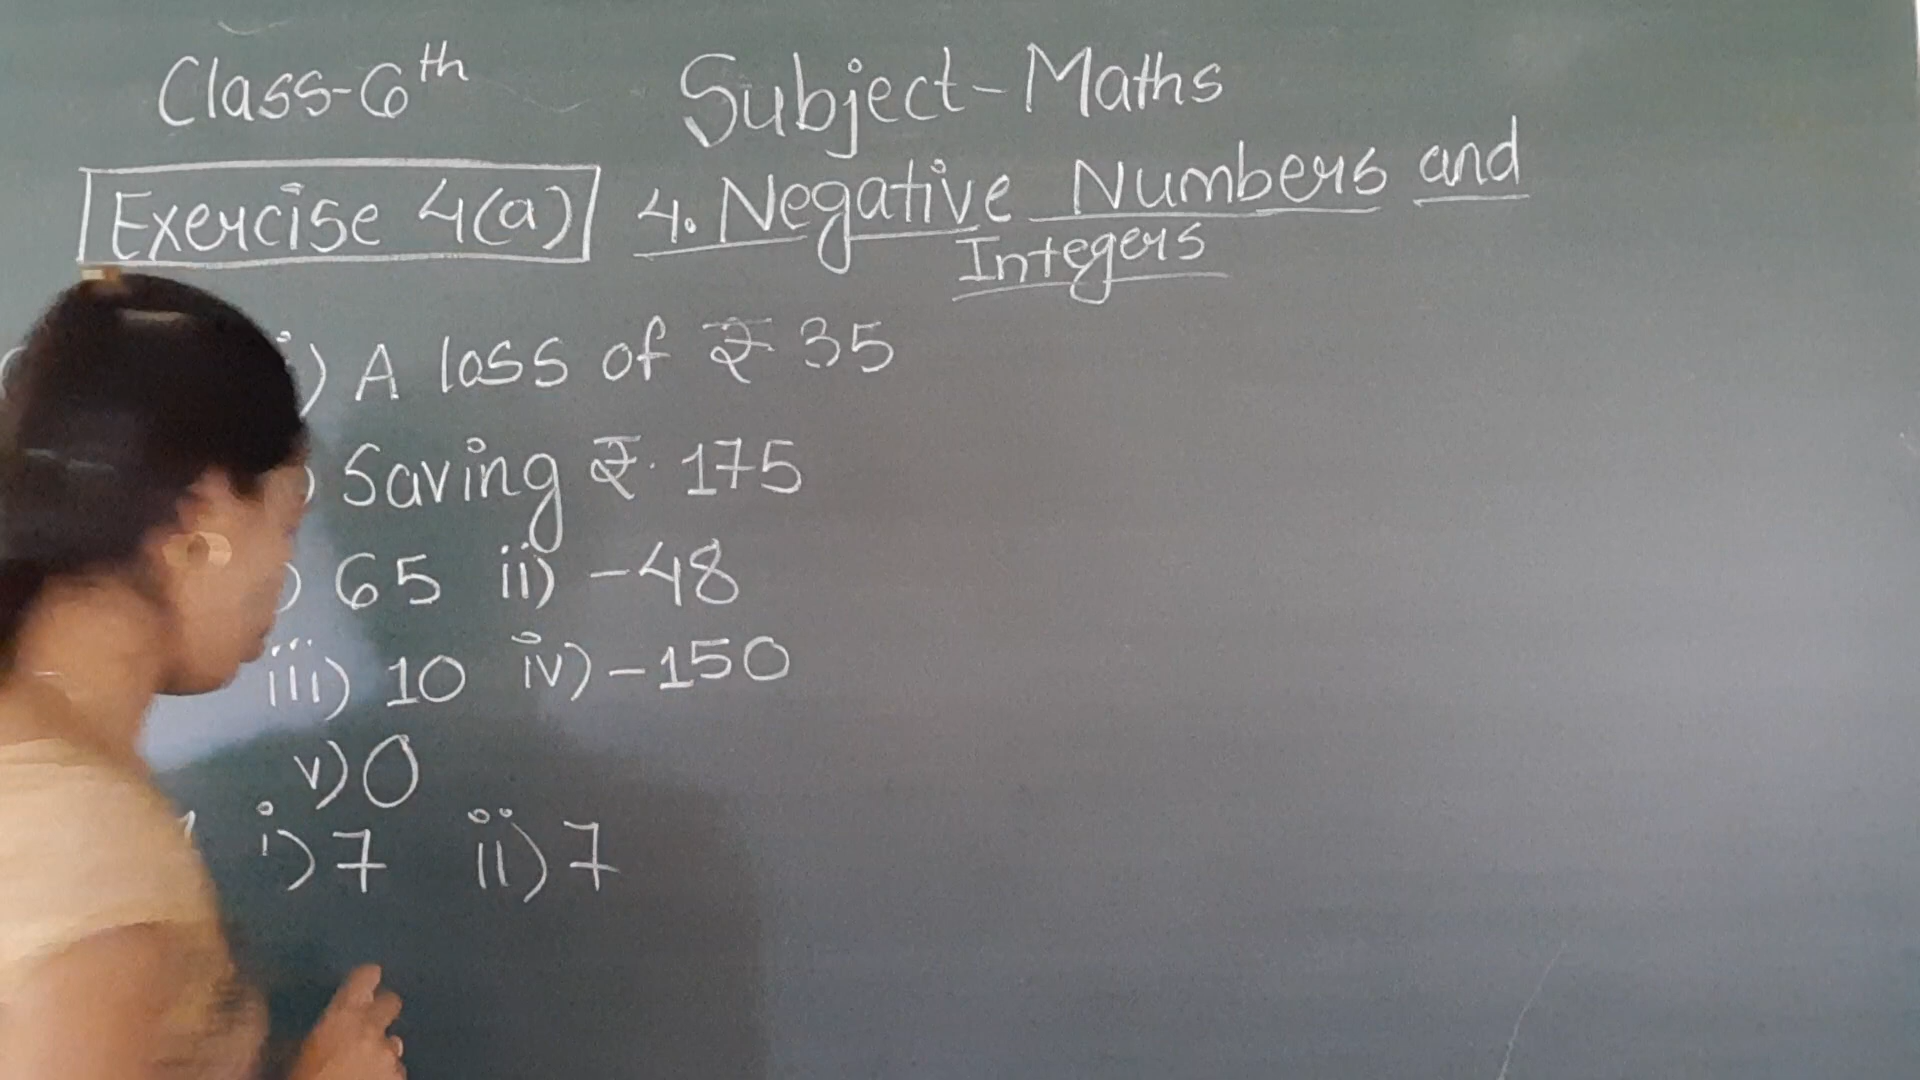 Class-6th Subject-Maths
Exercise 4(a) 4. Negative Numbers and
Integers
i) A loss of ₹ 35
) Saving ₹. 175
) 65 ii) -48
iii) 10 iv) -150
v) 0
i) 7 ii) 7